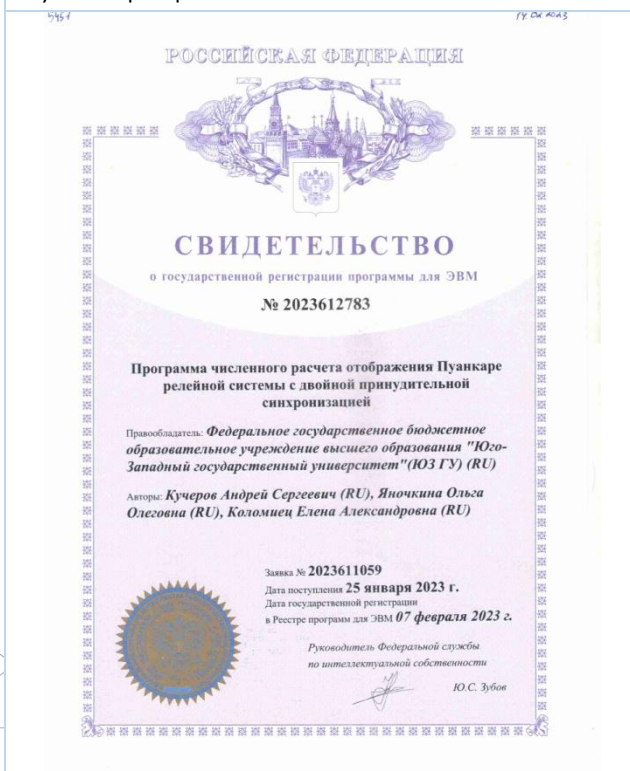 5451
РОССИЙСКАЯ ФЕДЕРАЦИЯ
СВИДЕТЕЛЬСТВО
о государственной регистрации программы для ЭВМ
№ 2023612783
Программа численного расчета отображения Пуанкаре
релейной системы с двойной принудительной
синхронизацией
Правообладатель: Федеральное государственное бюджетное
образовательное учреждение высшего образования "Юго-
Западный государственный университет"(ЮЗ ГУ) (RU)
Авторы: Кучеров Андрей Сергеевич (RU), Яночкина Ольга
Олеговна (RU), Коломиец Елена Александровна (RU)
Заявка № 2023611059
Дата поступления 25 января 2023 г.
Дата государственной регистрации
в Реестре программ для ЭВМ 07 февраля 2023 г.
Руководитель Федеральной службы
по интеллектуальной собственности
Ю.С. Зубов